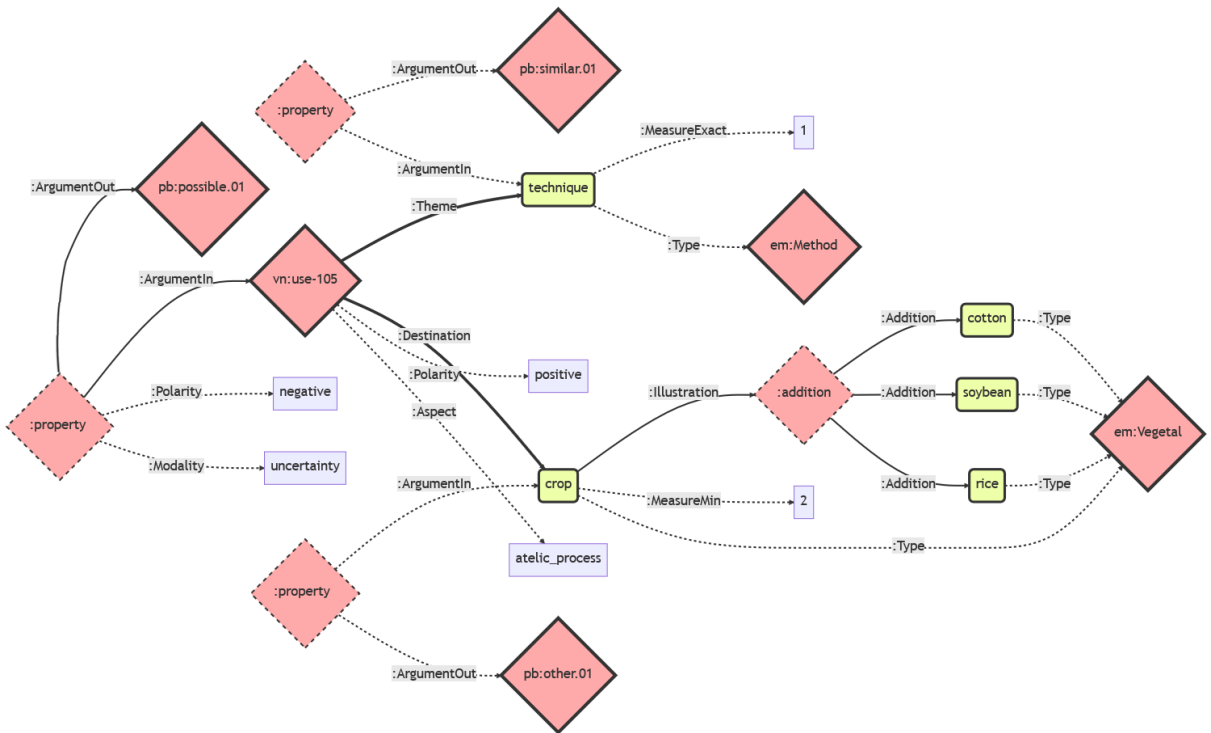 pb:similar.01
:ArgumentOut
:property
:MeasureExact
1
:ArgumentIn
technique
:ArgumentOut
pb:possible.01
:Theme
:Type
em:Method
:ArgumentIn
vn:use-105
:Destination
:Addition
cotton
:Type
:Polarity
positive
:Polarity
negative
:Illustration
:addition
:Addition
soybean
:Type
:Aspect
:property
em:Vegetal
:Modality
uncertainty
:ArgumentIn
crop
:MeasureMin
2
:Addition
rice
:Type
:Type
atelic_process
:property
:ArgumentOut
pb:other.01